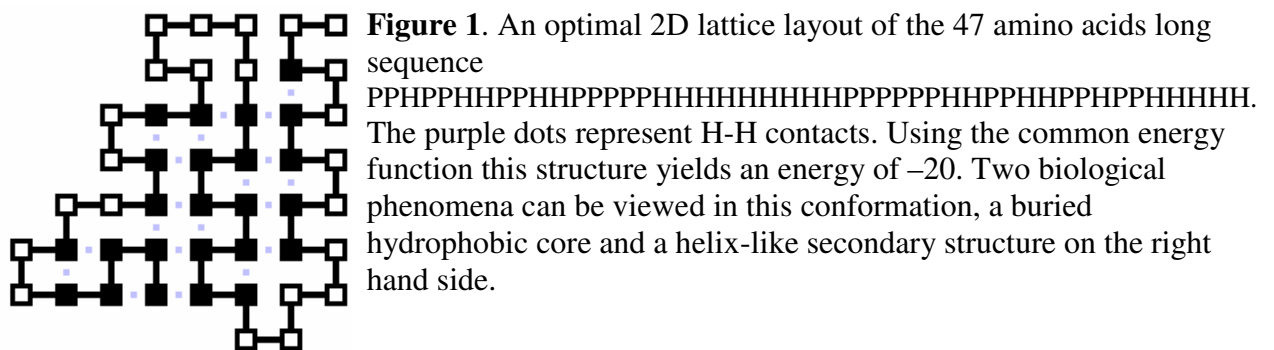 Figure 1. An optimal 2D lattice layout of the 47 amino acids long
sequence
PPHPPHHPPHHPPPPPHHHHHHHHHHPPPPPPHHPPHHPPHPPHHHHH.
The purple dots represent H-H contacts. Using the common energy
function this structure yields an energy of –20. Two biological
phenomena can be viewed in this conformation, a buried
hydrophobic core and a helix-like secondary structure on the right
hand side.